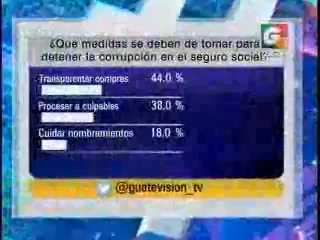 ¿Que medidas se deben de tomar para
detener la corrupción en el seguro social?
Transparentar compras 44.0 %
Procesar a culpables 38.0 %
Cuidar nombramientos 18.0 %
@guatevision_tv